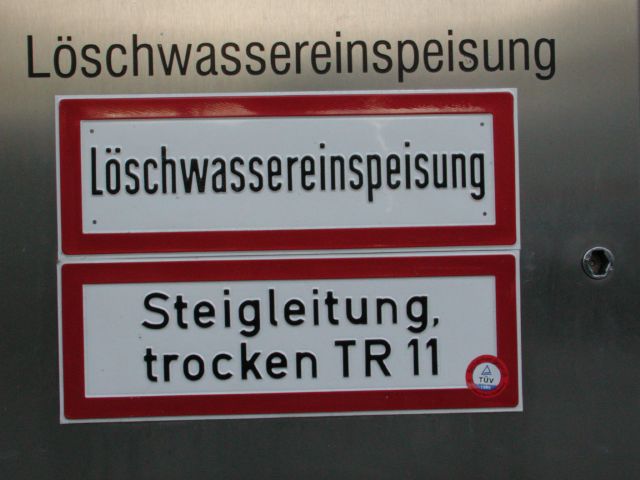 Löschwassereinspeisung
Löschwassereinspeisung
Steigleitung,
trocken TR 11
TÜV